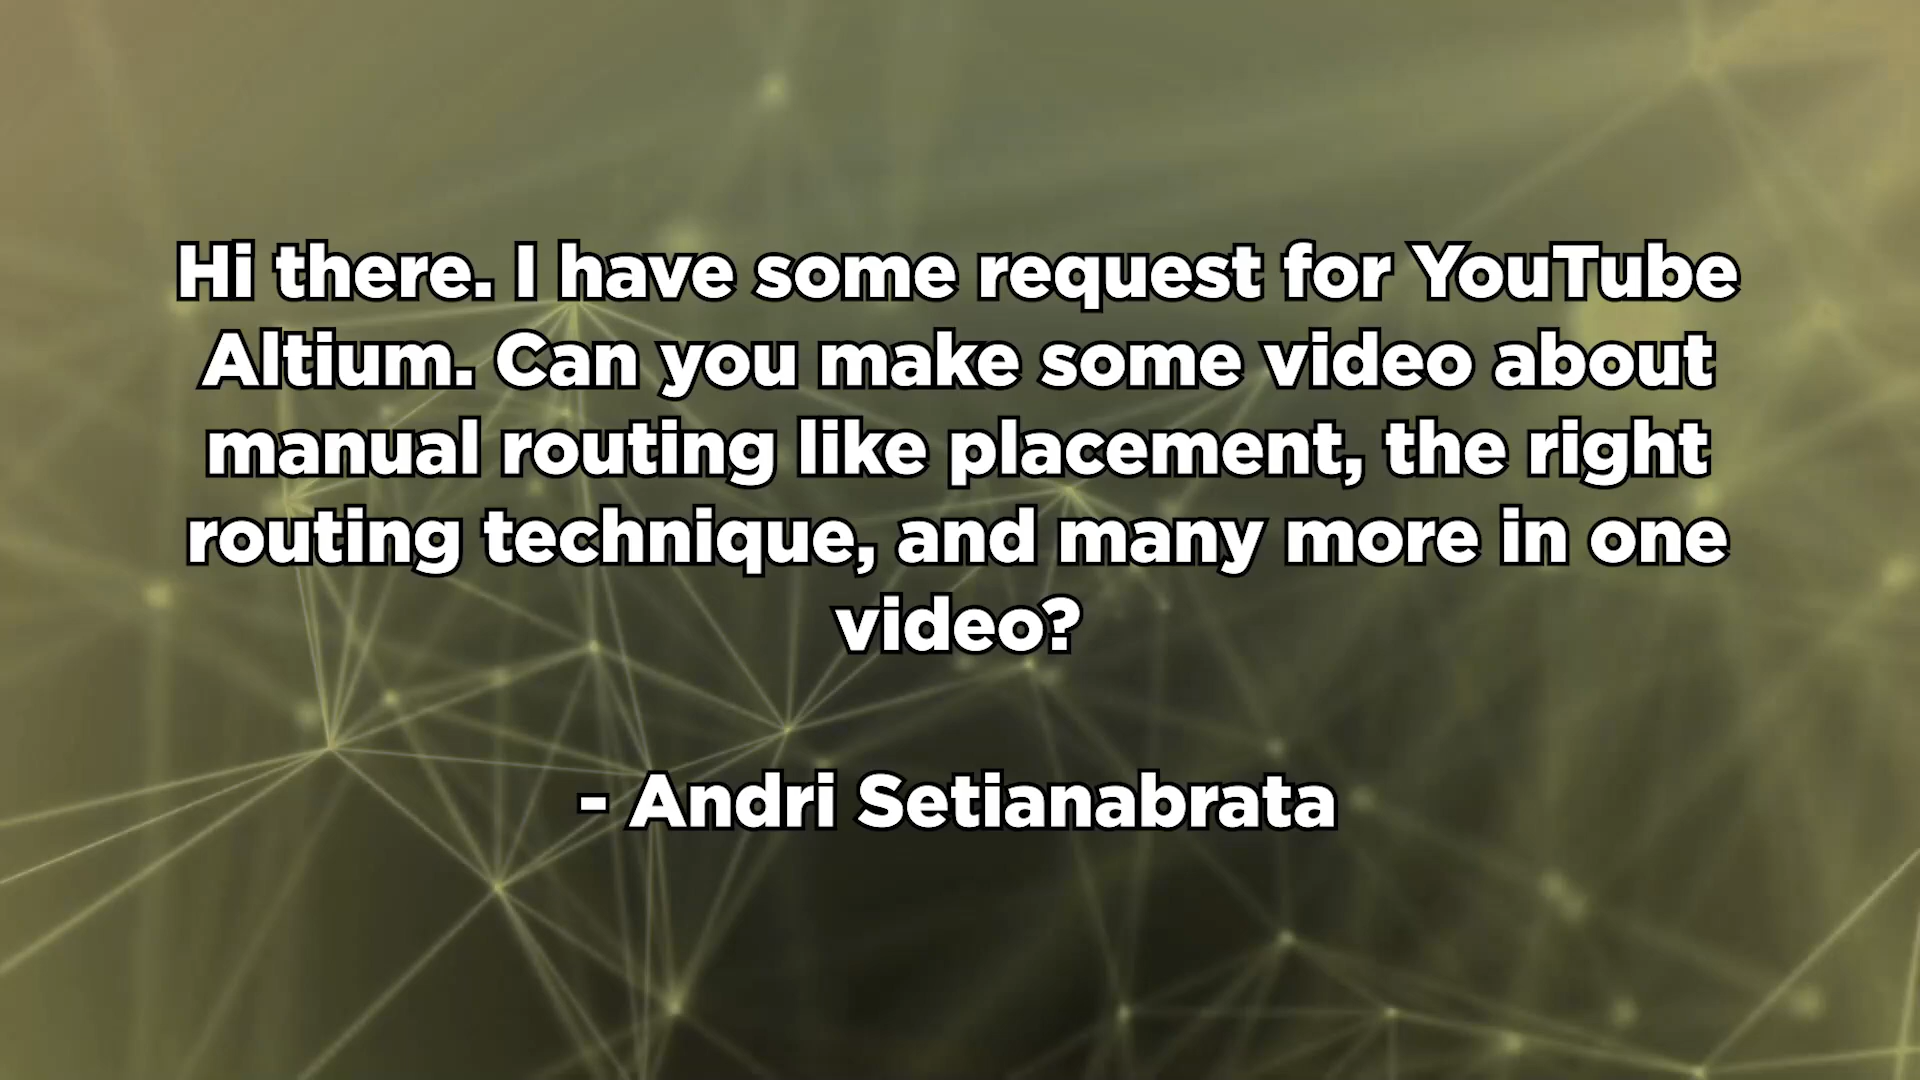 Hi there. I have some request for YouTube
Altium. Can you make some video about
manual routing like placement, the right
routing technique, and many more in one
video?
- Andri Setianabrata